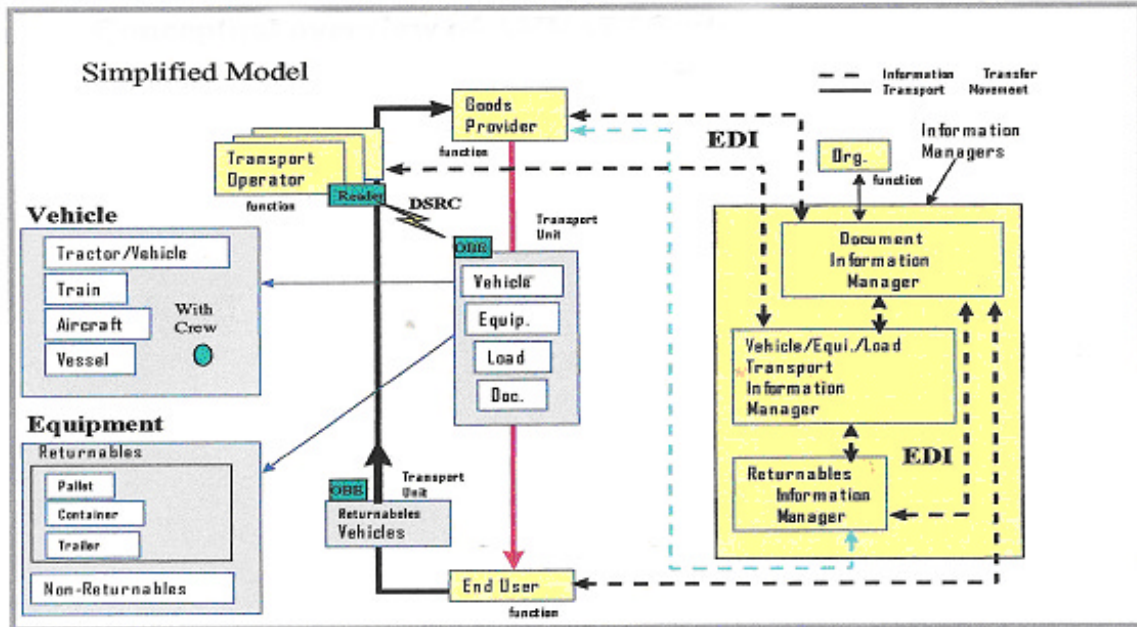 Simplified Model
Information Transfer
Transport Movement
Goods
Provider
function
EDI
Information
Managers
Org.
function
Transport
Operator
function
Reader
DSRC
Vehicle
Tractor/Vehicle
Train
Aircraft
Vessel
With
Crew
OBE
Transport
Unit
Vehicle
Equip.
Load
Doc.
Document
Information
Manager
Vehicle/Equi./Load
Transport
Information
Manager
EDI
Returnables
Information
Manager
Equipment
Returnables
Pallet
Container
Trailer
Non-Returnables
OBE
Transport
Unit
Returnabeles
Vehicles
End User
function